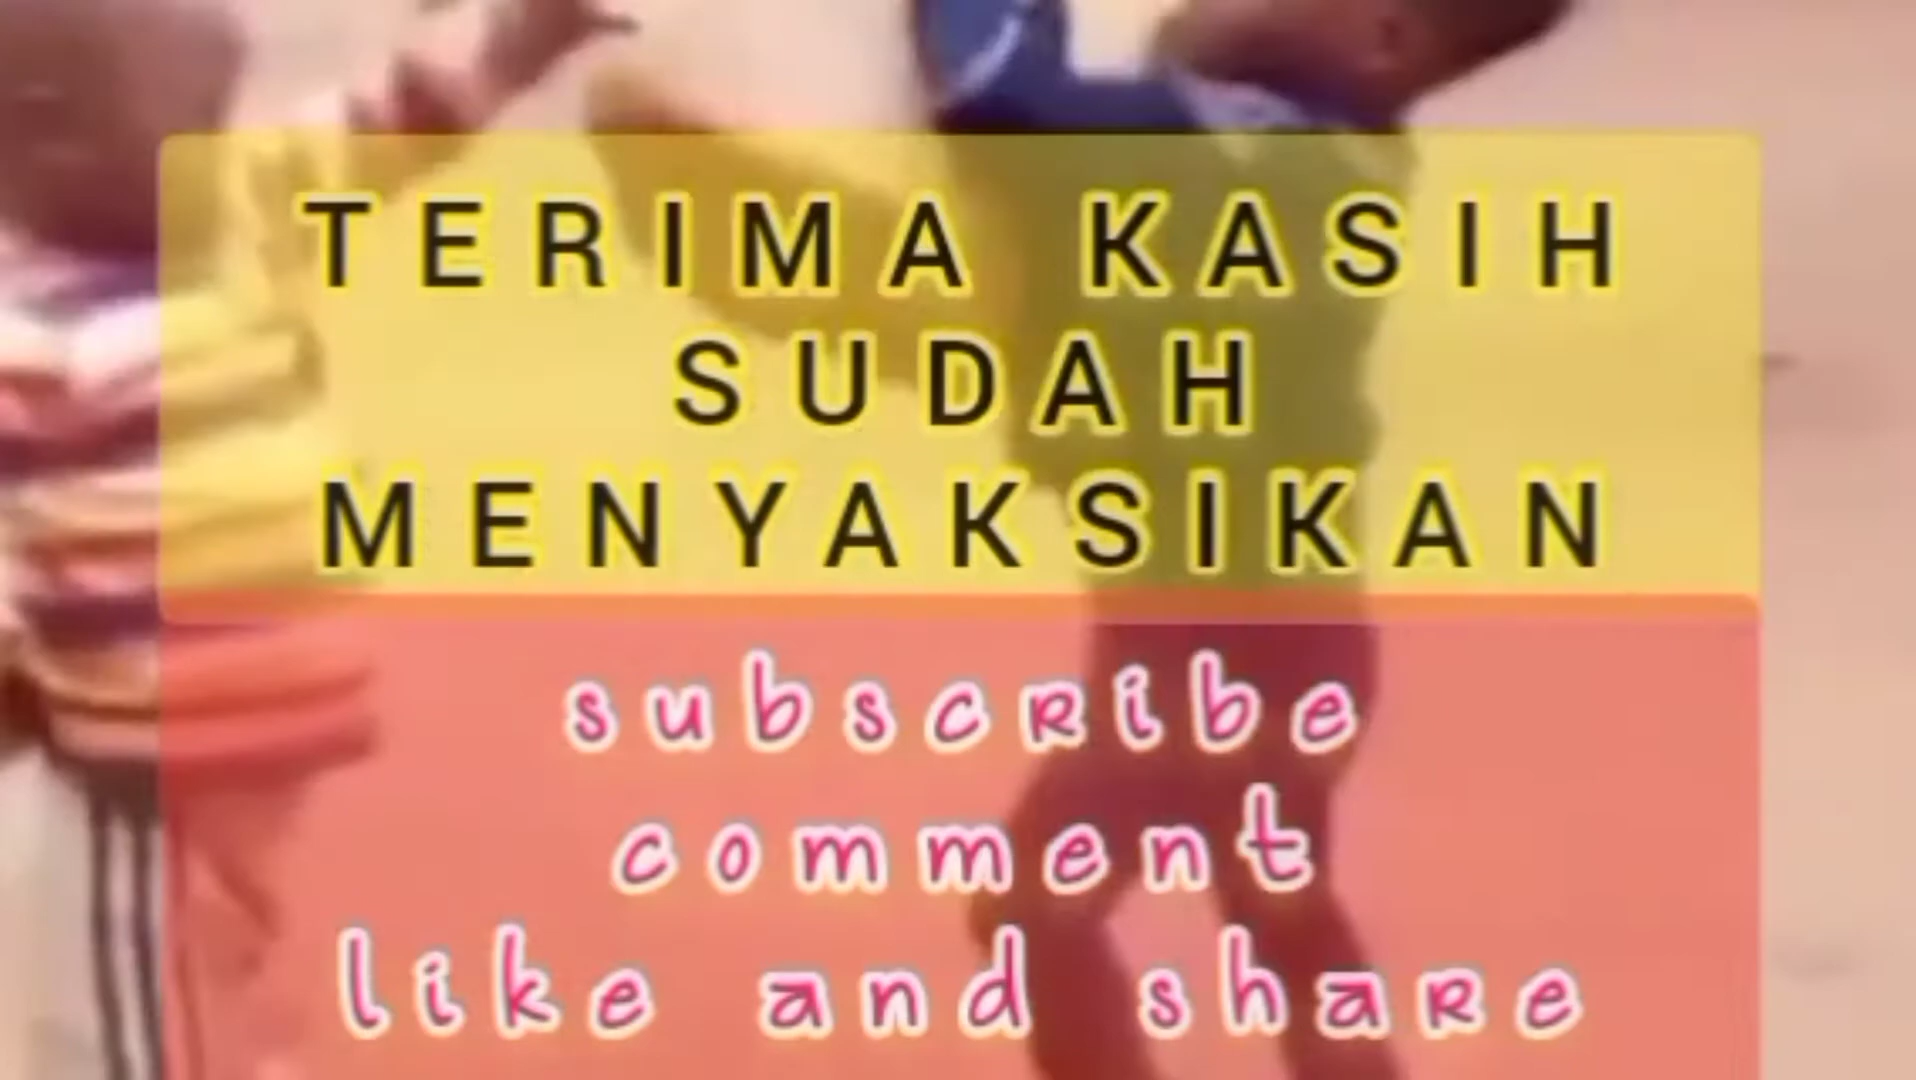 TERIMA KASIH
SUDAH
MENYAKSIKAN
subscribe
comment
like and share